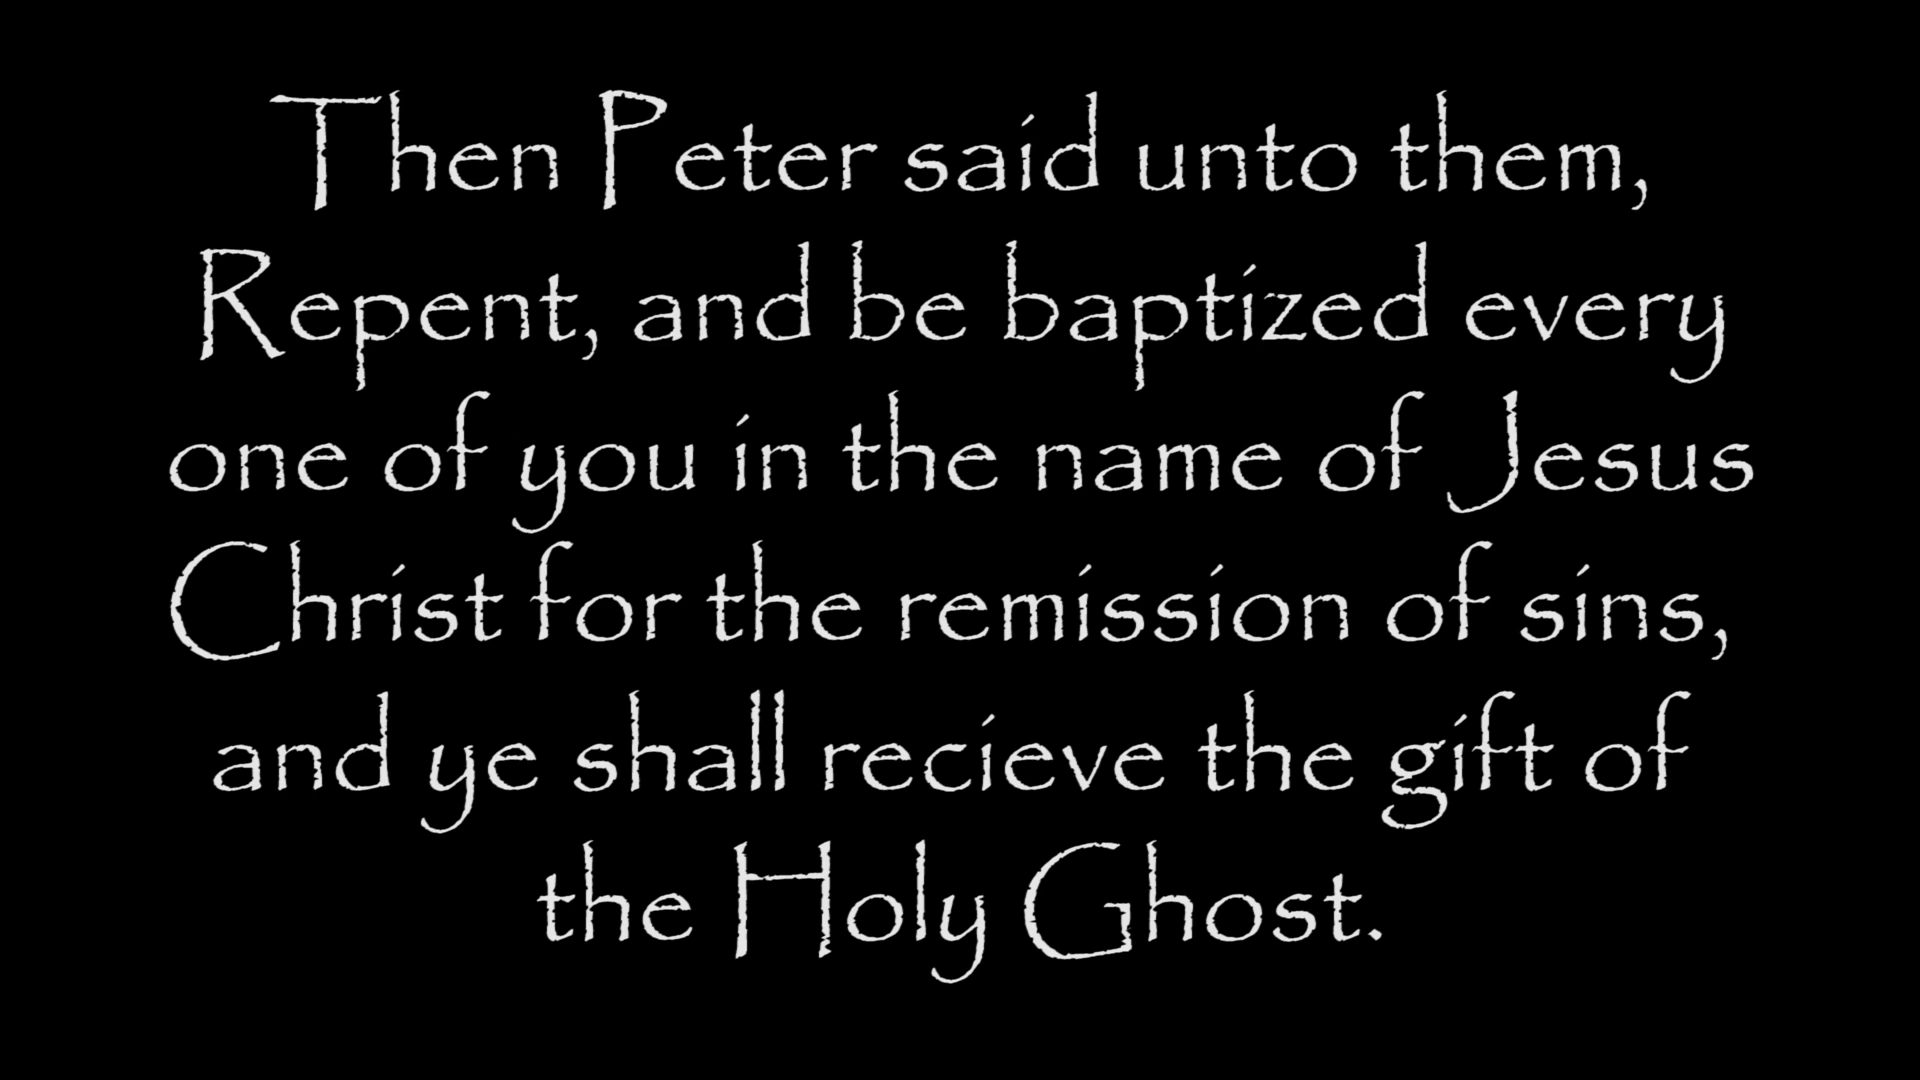 Then Peter said unto them,
Repent, and be baptized every
one of you in the name of Jesus
Christ for the remission of sins,
and ye shall recieve the gift of
the Holy Ghost.